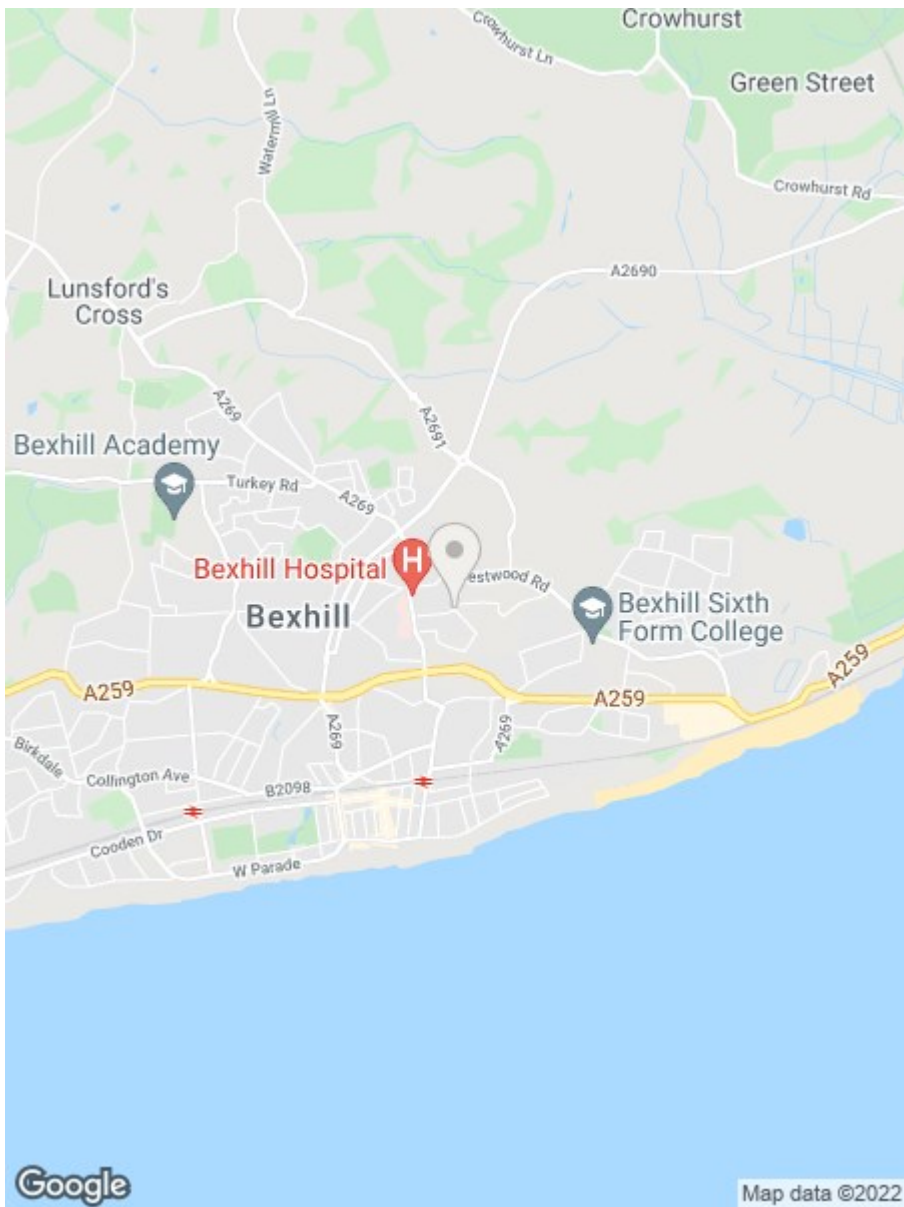 Crowhurst
Crowhurst Ln
Green Street
Watermill Ln
Crowhurst Rd
A2690
Lunsford's
Cross
A269
A2691
Bexhill Academy
Turkey Rd
A269
Bexhill Hospital
H
estwood Rd
Bexhill
Bexhill Sixth
Form College
A259
A259
A259
A269
A269
Birkdale
Collington Ave
B2098
Cooden Dr
W Parade
Google
Map data ©2022